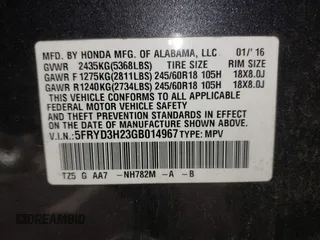 MFD. BY HONDA MFG. OF ALABAMA, LLC 01/'16
GVWR 2435KG(5368LBS) TIRE SIZE RIM SIZE
GAWR F 1275KG(2811LBS) 245/60R18 105H 18X8.0J
GAWR R 1240KG(2734LBS) 245/60R18 105H 18X8.0J
THIS VEHICLE CONFORMS TO ALL APPLICABLE
FEDERAL MOTOR VEHICLE SAFETY
AND THEFT PREVENTION STANDARDS IN EFFECT
ON THE DATE OF MANUFACTURE SHOWN ABOVE.
V.I.N.: 5FRYD3H23GB014967 TYPE: MPV
TZ5 G AA7 -NH782M -A -B
DREAMBID